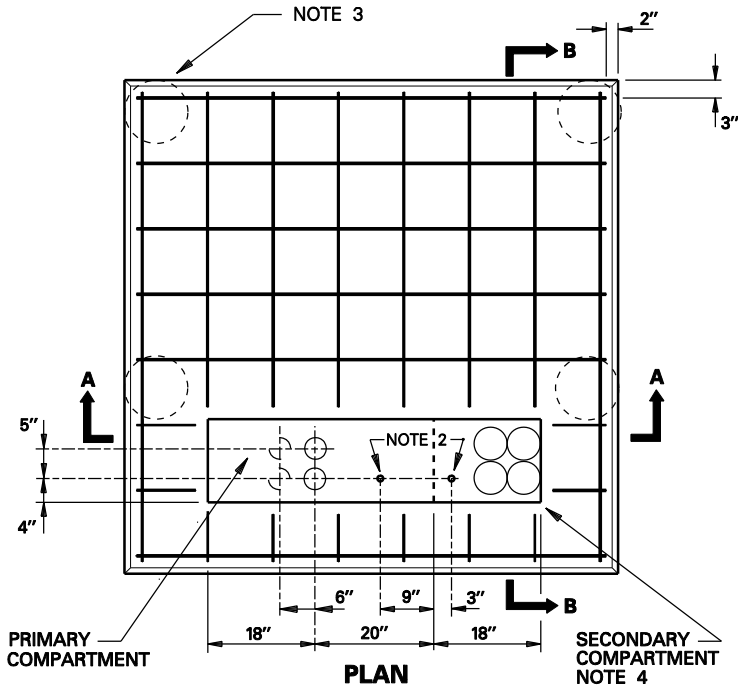 NOTE 3
B
2"
3"
A
A
5"
NOTE 2
4"
6"
9"
3"
B
18"
20"
18"
PRIMARY
COMPARTMENT
SECONDARY
COMPARTMENT
NOTE 4
PLAN